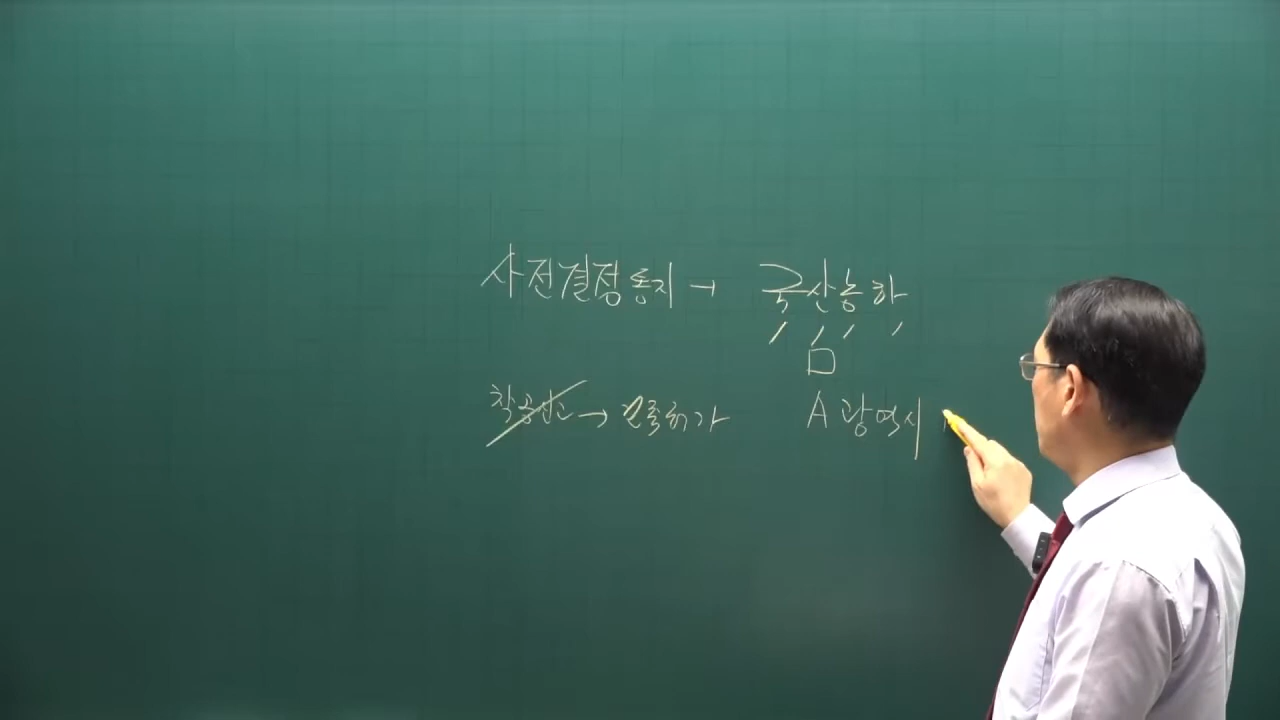 사전결정통지 → 국산농하
ㅁ
착공신고 → 건축허가
A 광역시